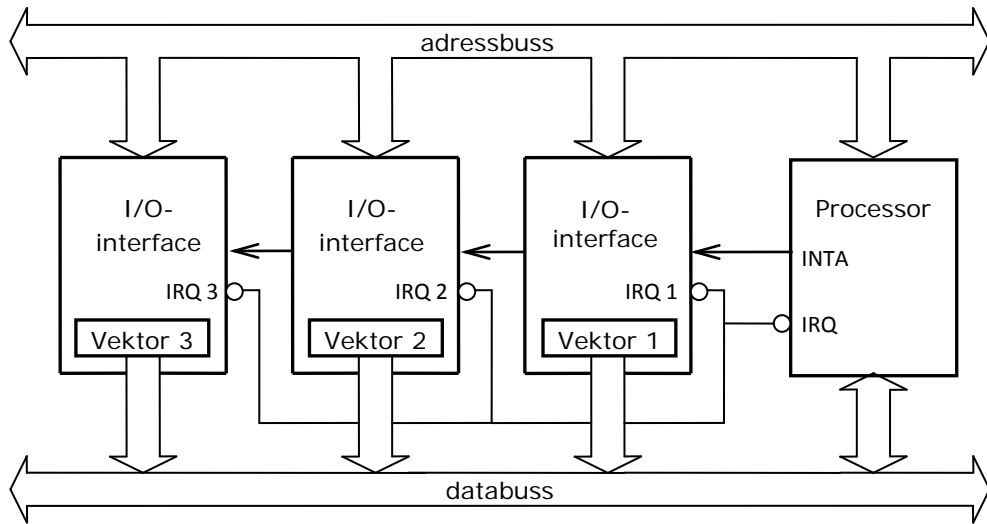 adressbuss
I/O-
interface
IRQ 3
Vektor 3
I/O-
interface
IRQ 2
Vektor 2
I/O-
interface
IRQ 1
Vektor 1
Processor
INTA
IRQ
databuss